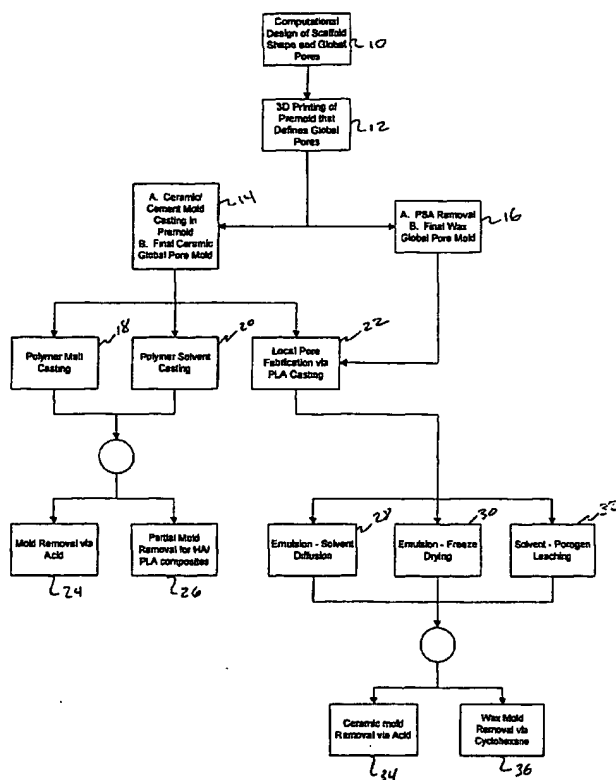 Computational
Design of Scaffold
Shape and Global
Pores
10
3D Printing of
Premold that
Defines Global
Pores
12
A. Ceramic/
Cement Mold
Casting in
Premold
B. Final Ceramic
Global Pore Mold
14
A. PSA Removal
B. Final Wax
Global Pore Mold
16
Polymer Melt
Casting
18
Polymer Solvent
Casting
20
Local Pore
Fabrication via
PLA Casting
22
Mold Removal via
Acid
24
Partial Mold
Removal for HA/
PLA composites
26
Emulsion - Solvent
Diffusion
28
Emulsion - Freeze
Drying
30
Solvent - Porogen
Leaching
Ceramic mold
Removal via Acid
34
Wax Mold
Removal via
Cyclohexane
36